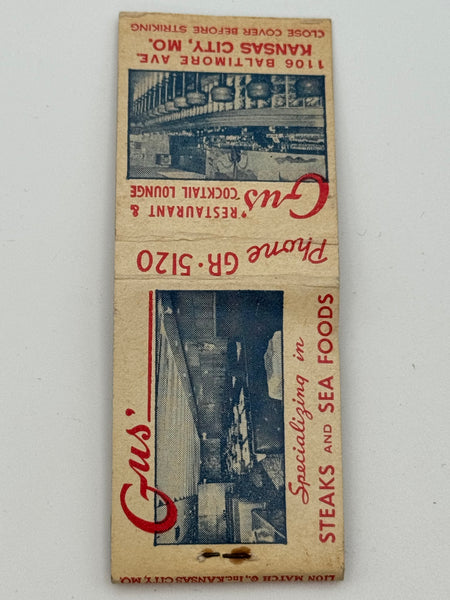 CLOSE COVER BEFORE STRIKING
KANSAS CITY, MO.
1106 BALTIMORE AVE.
Gus'
RESTAURANT &
COCKTAIL LOUNGE
Phone GR·5120
Gus'
Specializing in
STEAKS AND SEA FOODS
LION MATCH Co., Inc. KANSAS CITY, MO.